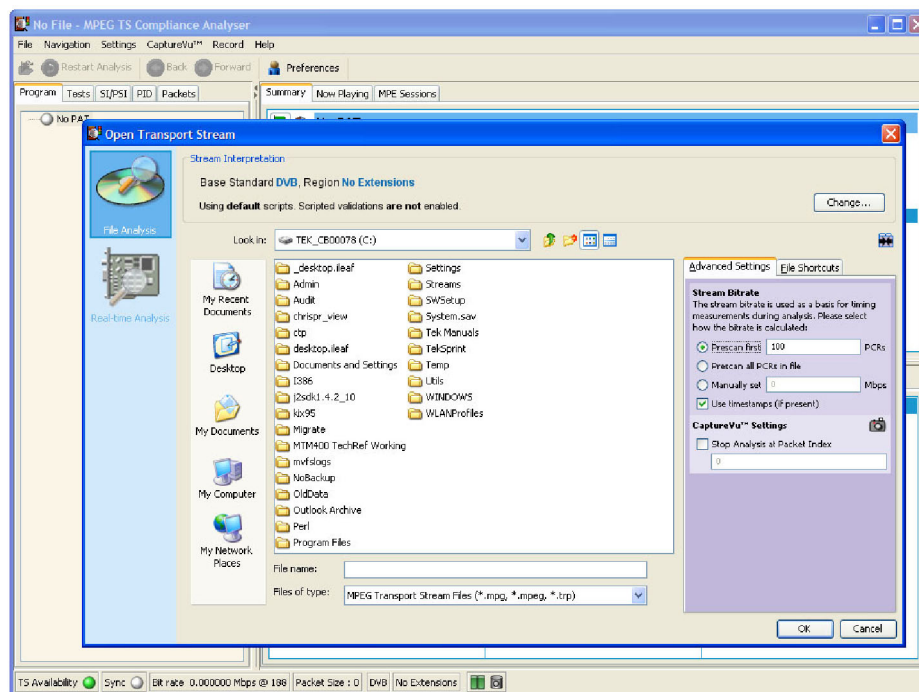 No File - MPEG TS Compliance Analyser
File Navigation Settings CaptureVu™ Record Help
Restart Analysis Back Forward Preferences
Program Tests SI/PSI PID Packets
Summary Now Playing MPE Sessions
No PAT
Open Transport Stream
File Analysis
Real-time Analysis
Stream Interpretation
Base Standard DVB, Region No Extensions
Using default scripts. Scripted validations are not enabled.
Change...
Look in: TEK_CB00078 (C:)
My Recent Documents
Desktop
My Documents
My Computer
My Network Places
_desktop.ileaf
Admin
Audit
chrispr_view
ctp
desktop.ileaf
Documents and Settings
I386
j2sdk1.4.2_10
kix95
Migrate
MTM400 TechRef Working
mvfslogs
NoBackup
OldData
Outlook Archive
Perl
Program Files
Settings
Streams
SWSetup
System.sav
Tek Manuals
TekSprint
Temp
Utils
WINDOWS
WLANProfiles
File name:
Files of type: MPEG Transport Stream Files (*.mpg, *.mpeg, *.trp)
Advanced Settings File Shortcuts
Stream Bitrate
The stream bitrate is used as a basis for timing
measurements during analysis. Please select
how the bitrate is calculated:
Prescan first 100 PCRs
Prescan all PCRs in file
Manually set 0 Mbps
Use timestamps (if present)
CaptureVu™ Settings
Stop Analysis at Packet Index
0
OK Cancel
TS Availability Sync Bit rate 0.000000 Mbps @ 188 Packet Size : 0 DVB No Extensions